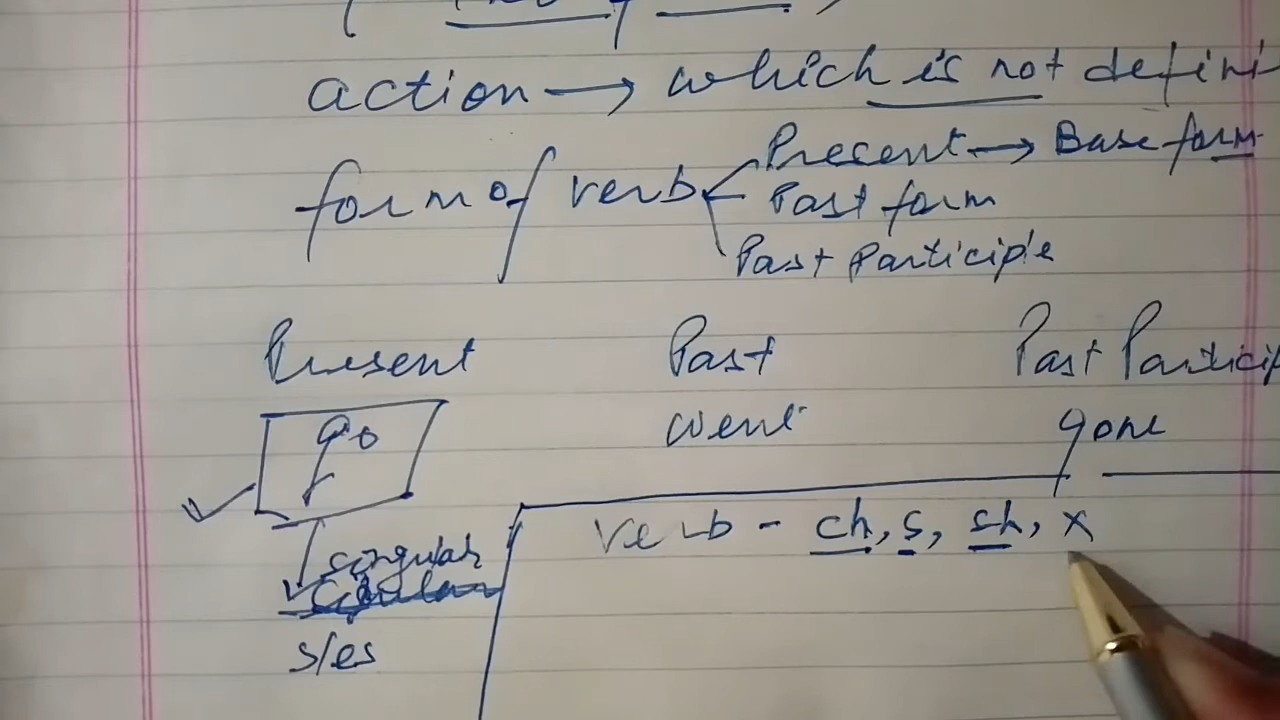 action → which is not defini
form of verb Present → Base form
Past form
Past Participle
Present Past Past Particip
go went gone
verb - ch, s, sh, x
singular
s/es